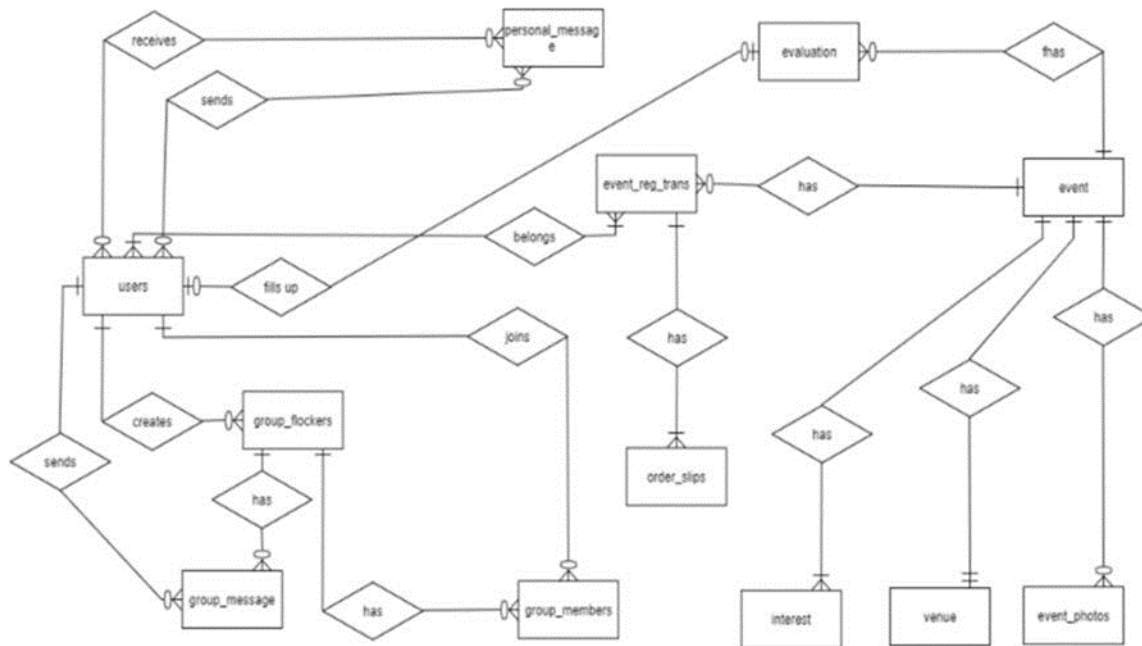 receives
personal_messag
e
evaluation
fhas
sends
event_reg_trans
has
event
belongs
users
fills up
joins
has
has
creates
group_flockers
has
has
sends
has
order_slips
group_message
has
group_members
interest
venue
event_photos